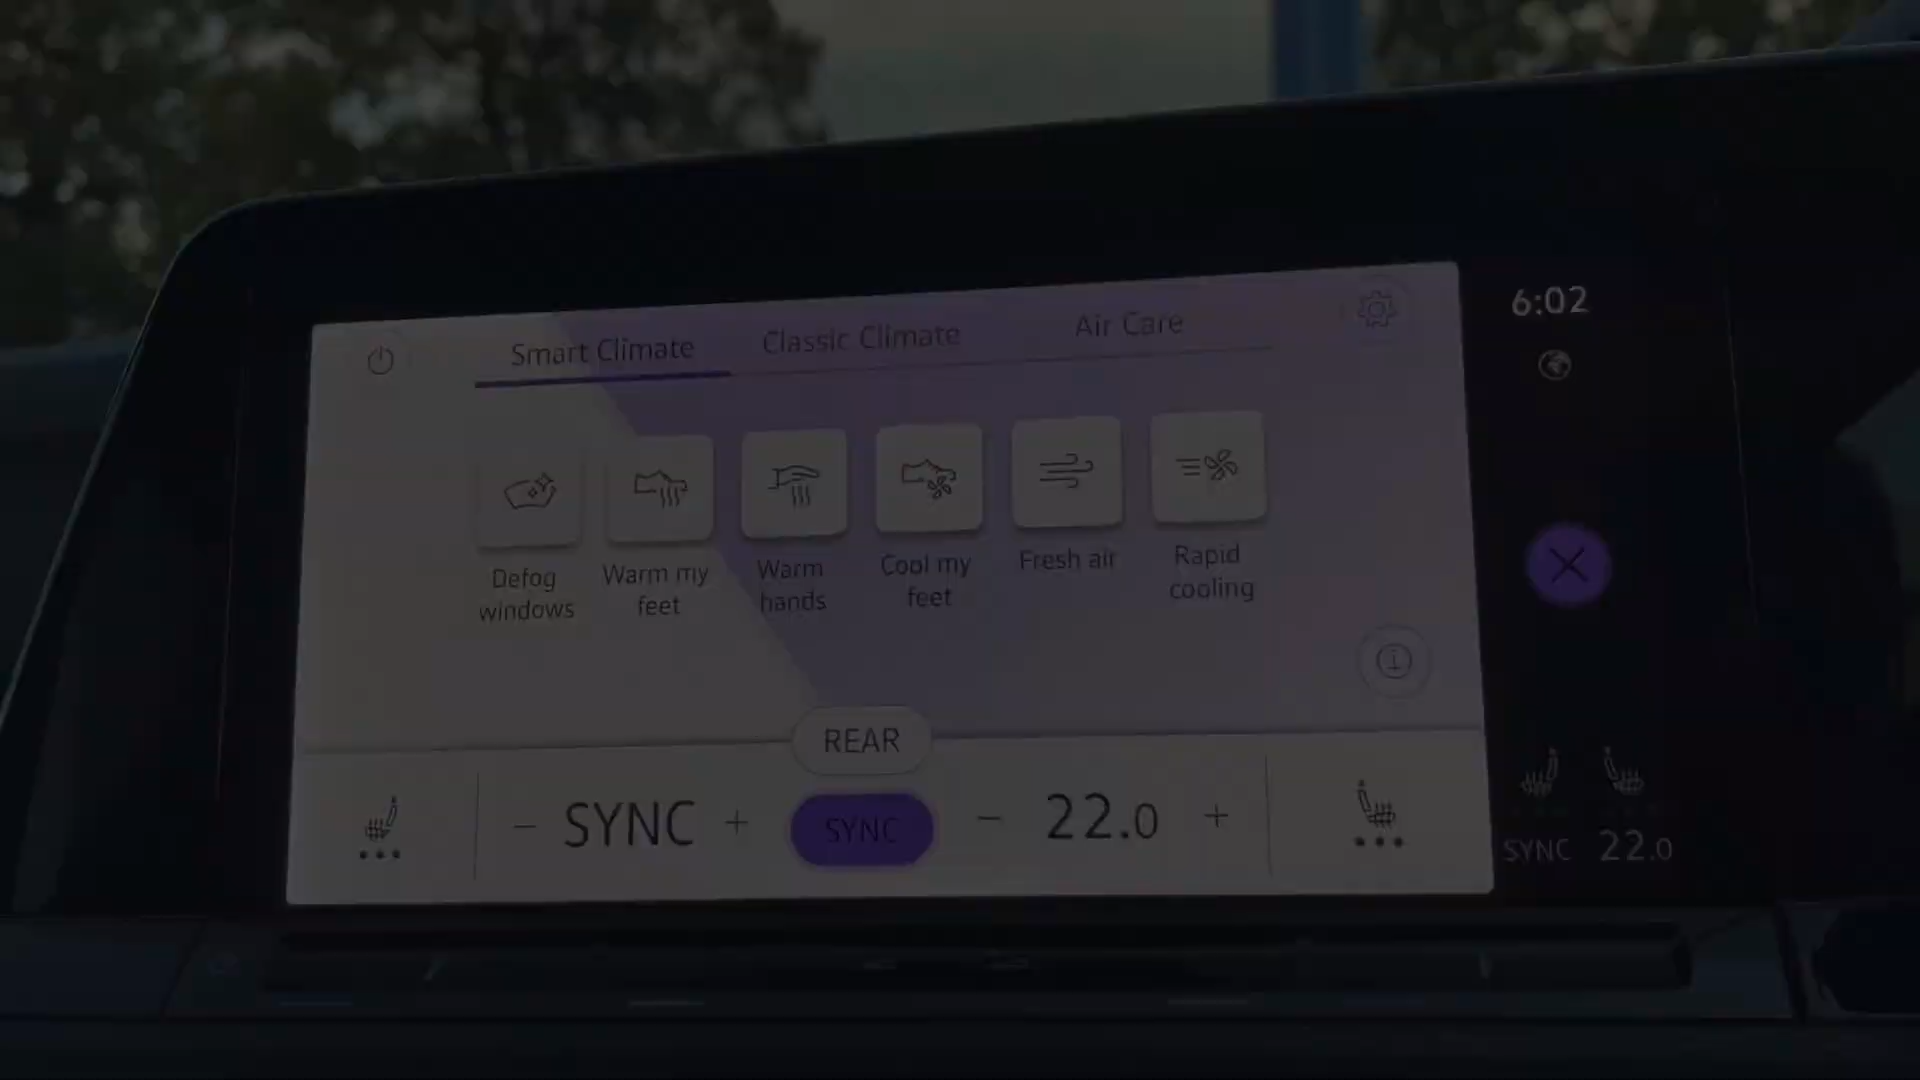 6:02
Smart Climate
Classic Climate
Air Care
Defog
windows
Warm my
feet
Warm
hands
Cool my
feet
Fresh air
Rapid
cooling
REAR
- SYNC +
SYNC
- 22.0 +
SYNC 22.0